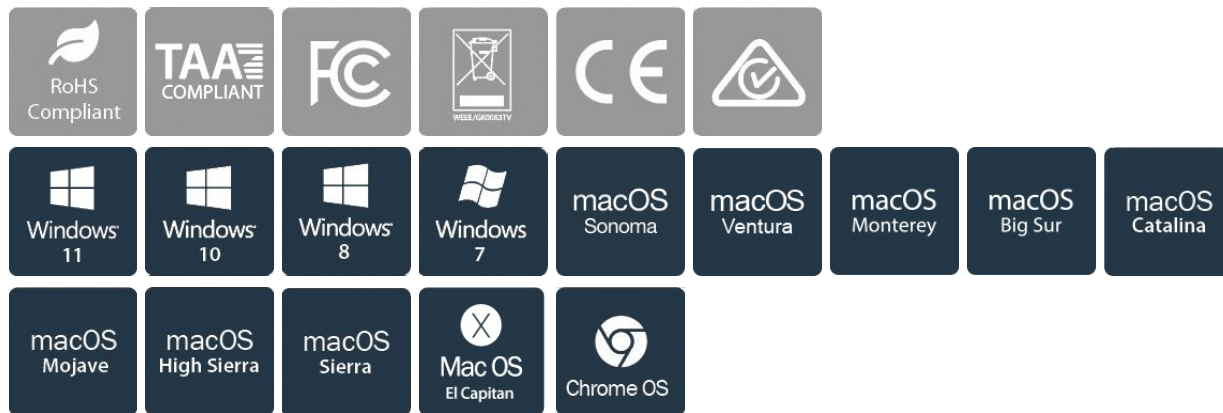 RoHS
Compliant
TAA
COMPLIANT
FC
WEEE/GK0063TV
CE
Windows
11
Windows
10
Windows
8
Windows
7
macOS
Sonoma
macOS
Ventura
macOS
Monterey
macOS
Big Sur
macOS
Catalina
macOS
Mojave
macOS
High Sierra
macOS
Sierra
X
Mac OS
El Capitan
Chrome OS